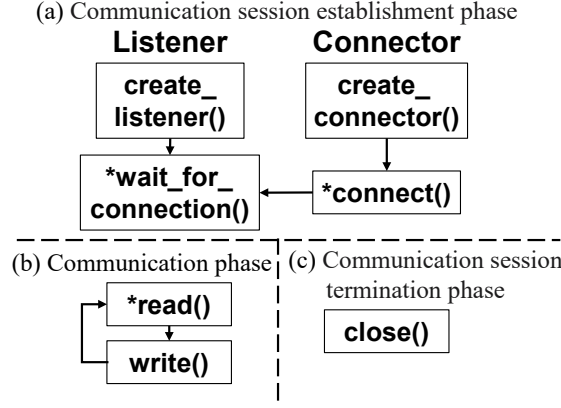 (a) Communication session establishment phase
Listener
Connector
create_
listener()
create_
connector()
*wait_for_
connection()
*connect()
(b) Communication phase
*read()
write()
(c) Communication session
termination phase
close()